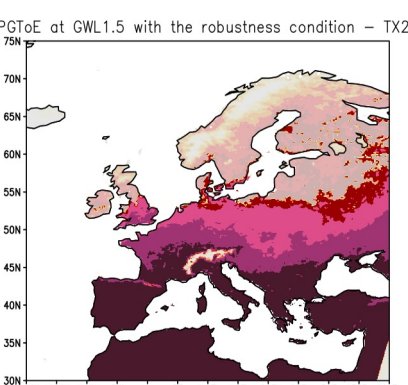 PGToE at GWL1.5 with the robustness condition – TX2
75N
70N
65N
60N
55N
50N
45N
40N
35N
30N